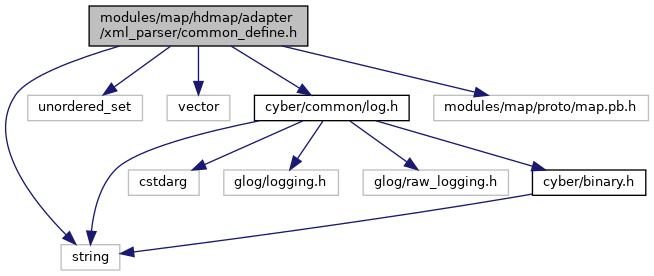 modules/map/hdmap/adapter
/xml_parser/common_define.h
unordered_set
vector
cyber/common/log.h
modules/map/proto/map.pb.h
cstdarg
glog/logging.h
glog/raw_logging.h
cyber/binary.h
string